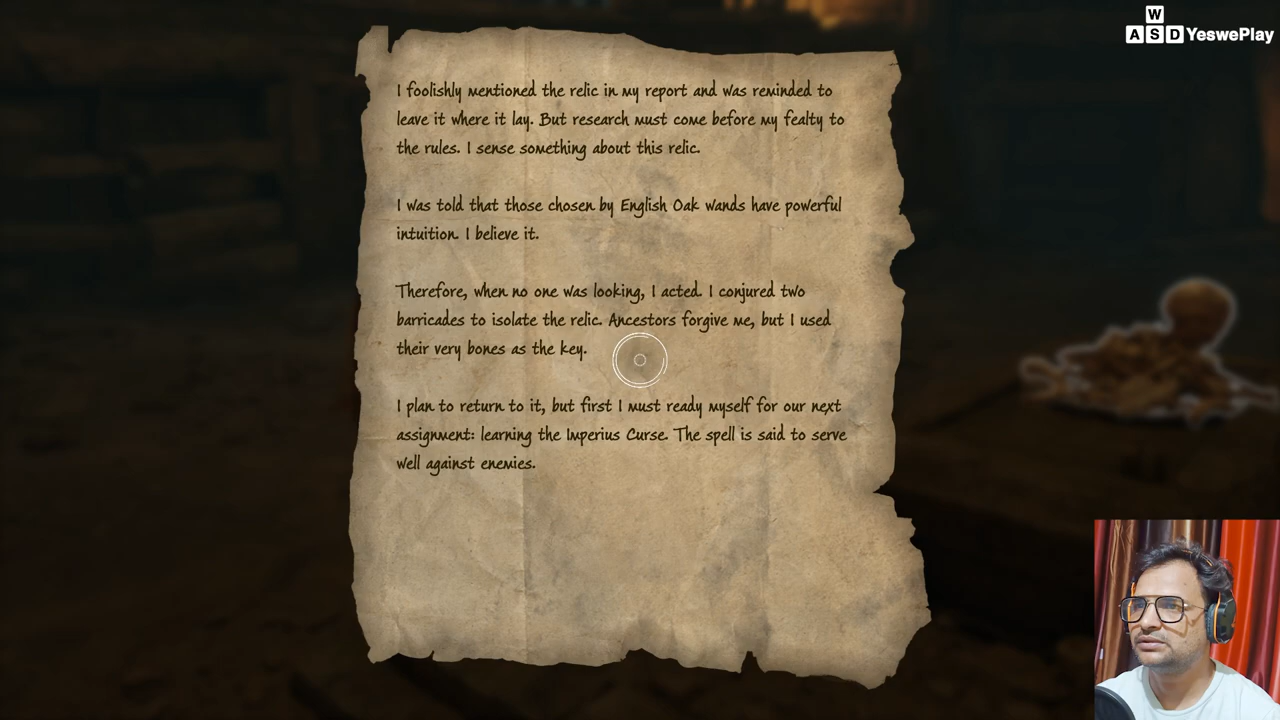 W
A S D YeswePlay
I foolishly mentioned the relic in my report and was reminded to
leave it where it lay. But research must come before my fealty to
the rules. I sense something about this relic.
I was told that those chosen by English Oak wands have powerful
intuition. I believe it.
Therefore, when no one was looking, I acted. I conjured two
barricades to isolate the relic. Ancestors forgive me, but I used
their very bones as the key.
I plan to return to it, but first I must ready myself for our next
assignment: learning the Imperius Curse. The spell is said to serve
well against enemies.